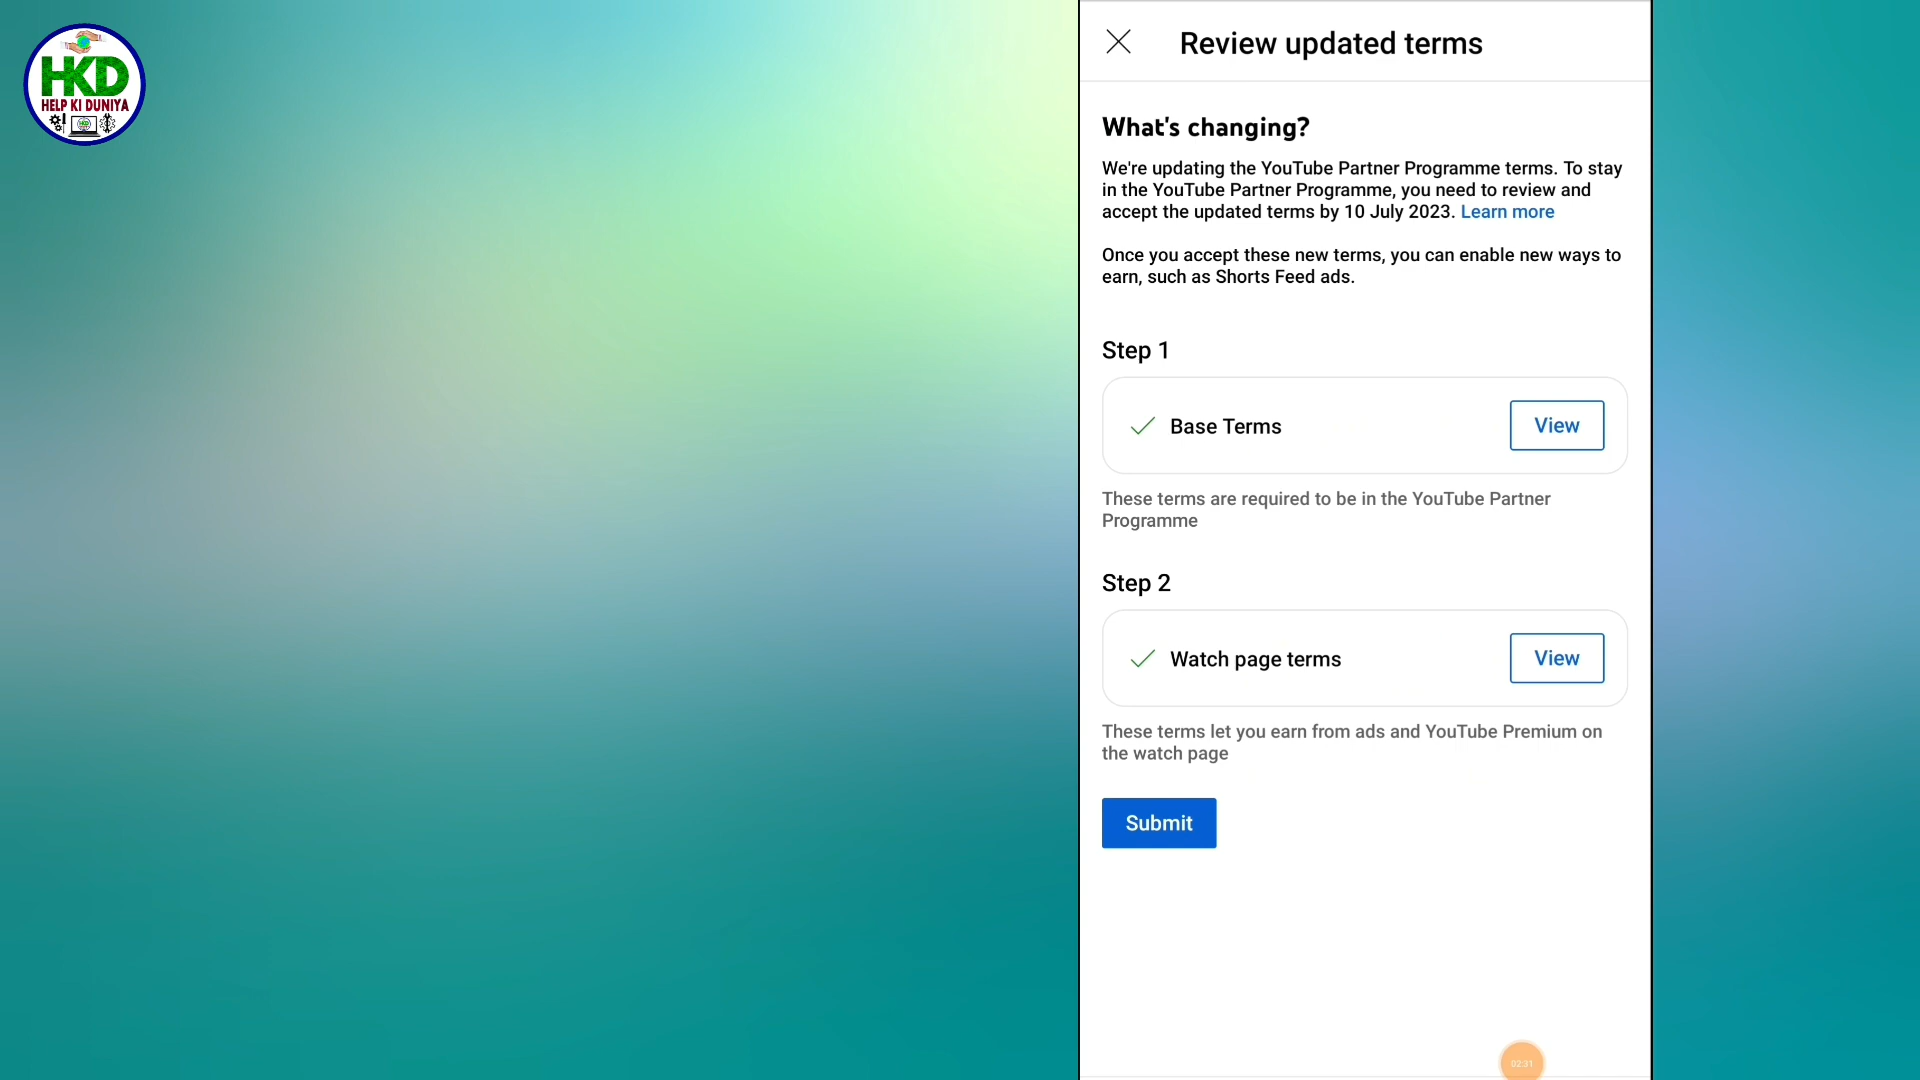 HKD
HELP KI DUNIYA
Review updated terms
What's changing?
We're updating the YouTube Partner Programme terms. To stay
in the YouTube Partner Programme, you need to review and
accept the updated terms by 10 July 2023. Learn more
Once you accept these new terms, you can enable new ways to
earn, such as Shorts Feed ads.
Step 1
Base Terms
View
These terms are required to be in the YouTube Partner
Programme
Step 2
Watch page terms
View
These terms let you earn from ads and YouTube Premium on
the watch page
Submit
02:31